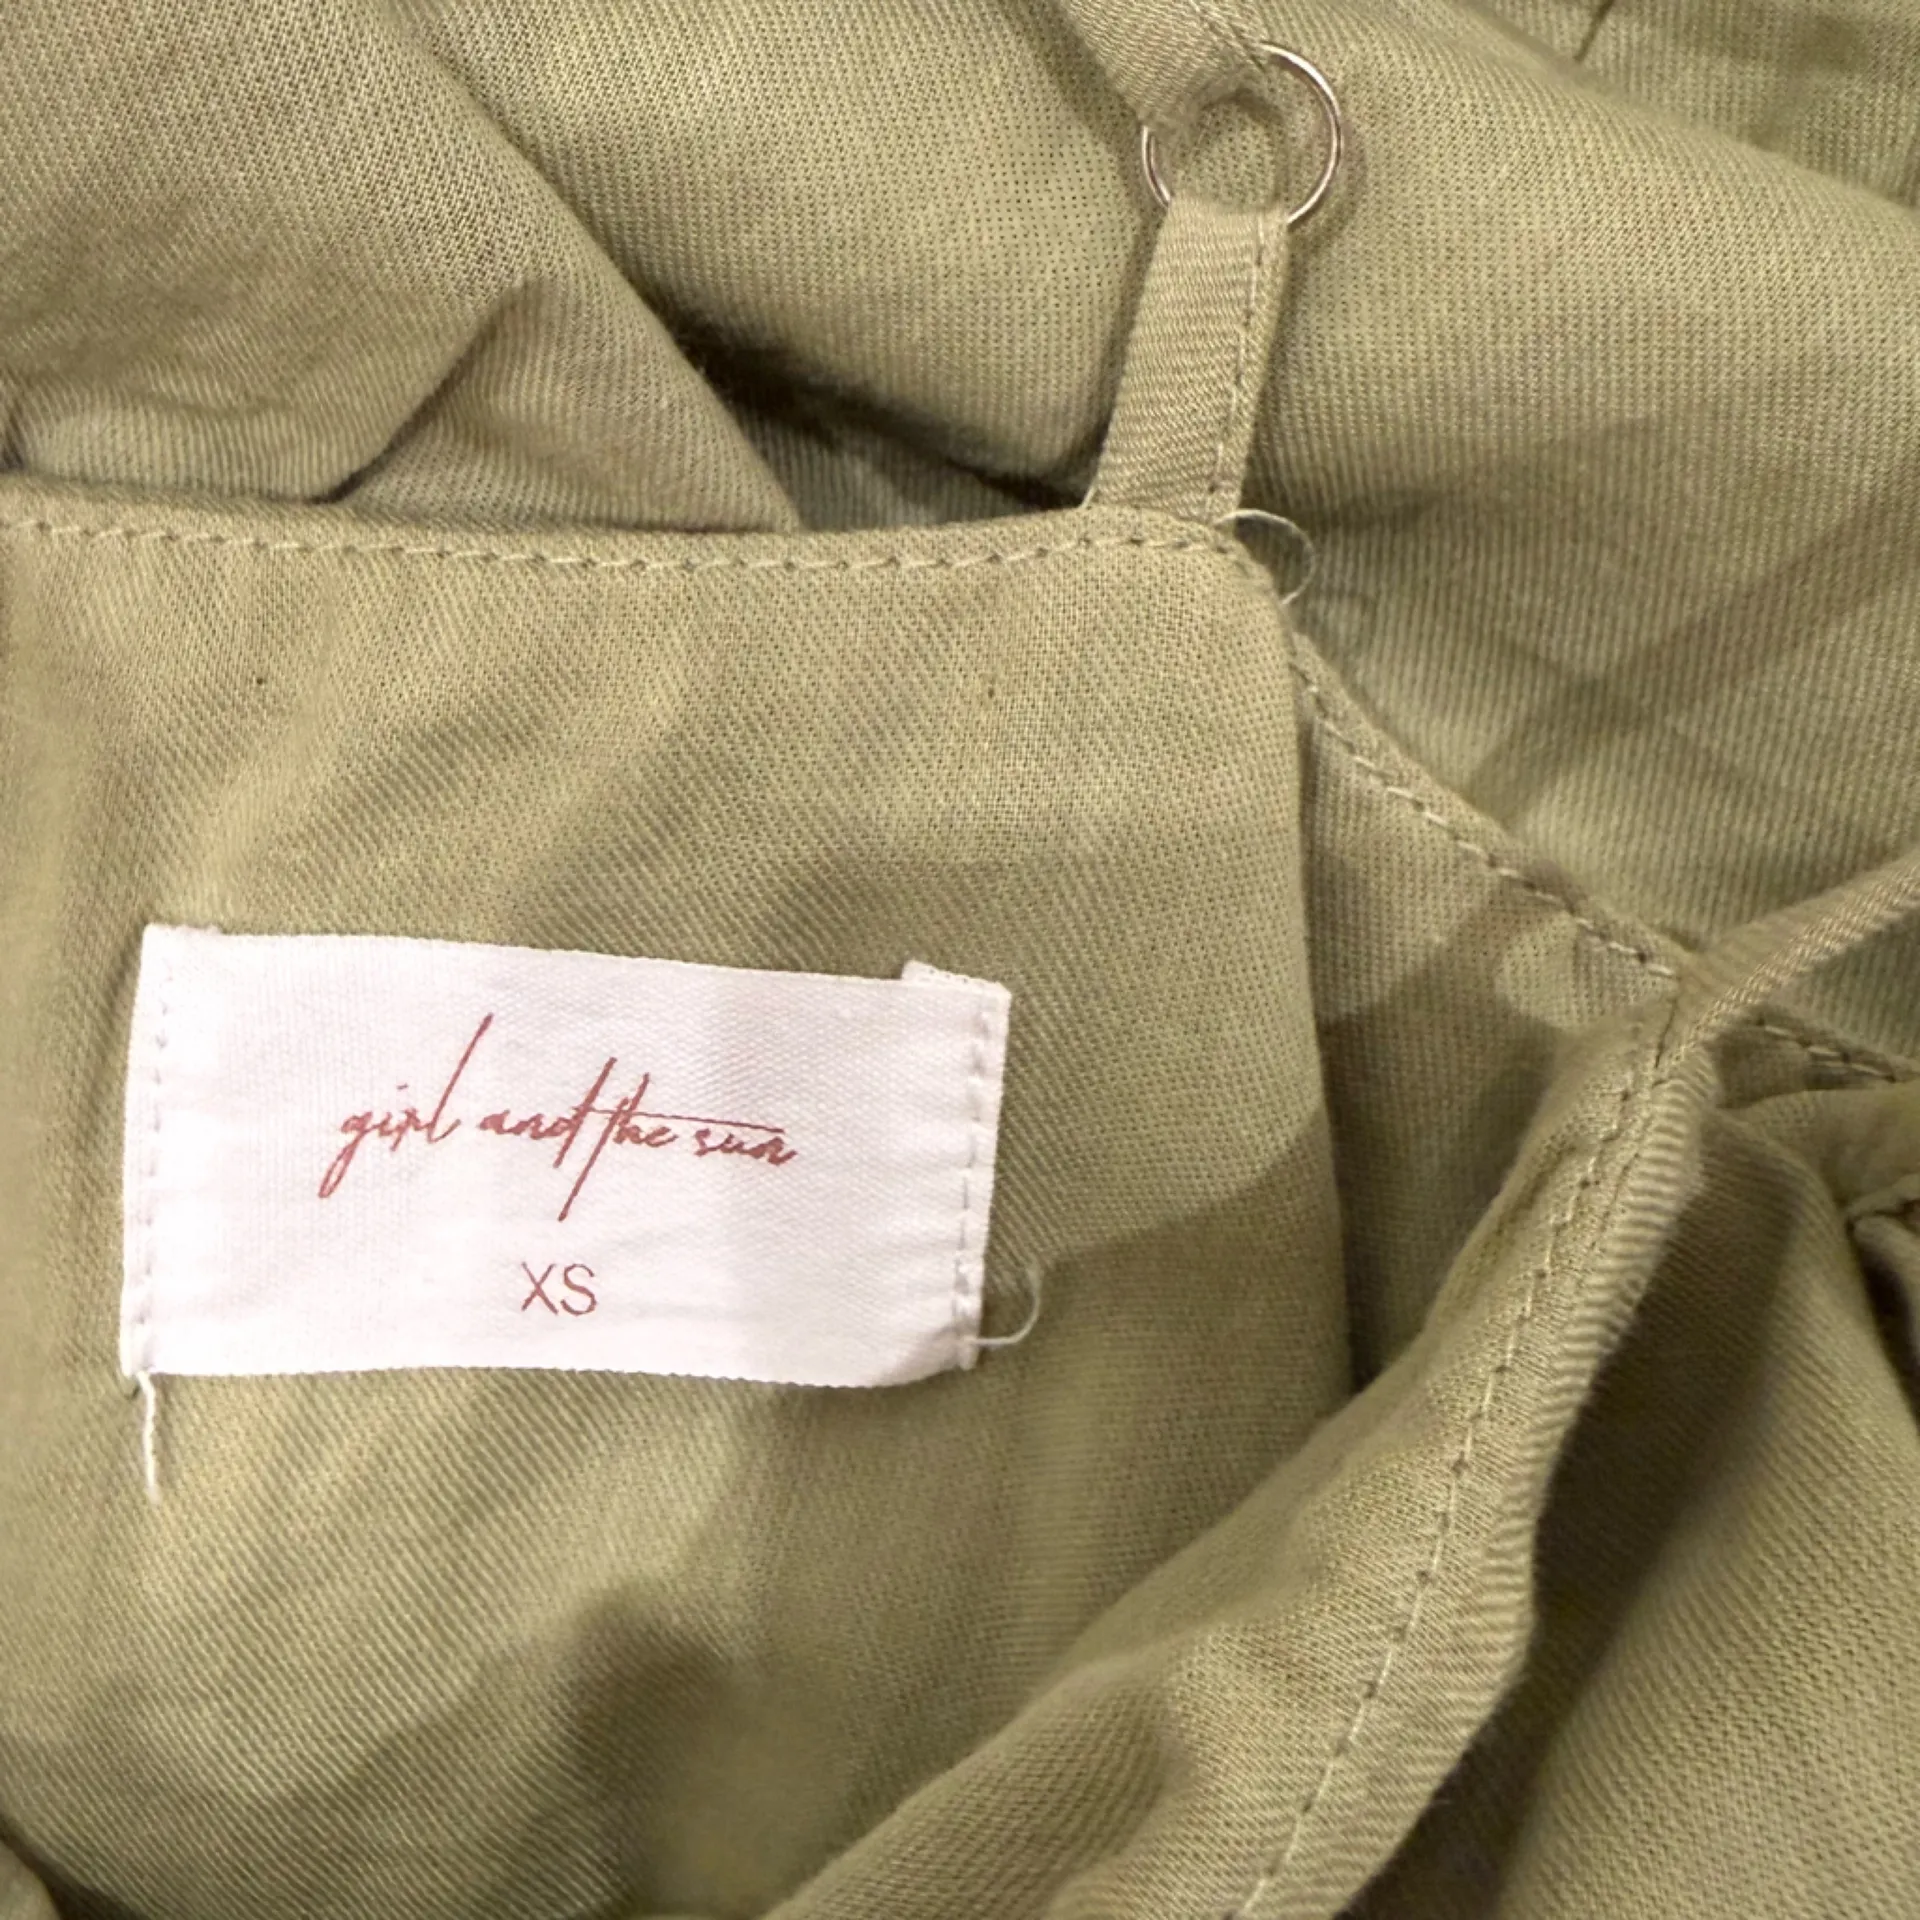 girl and the sun
XS